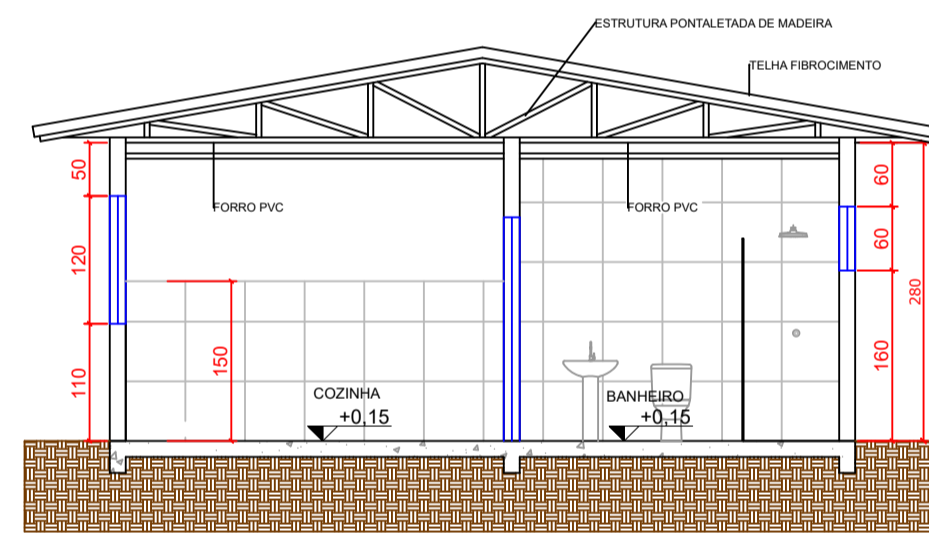 ESTRUTURA PONTALETADA DE MADEIRA
TELHA FIBROCIMENTO
50
60
FORRO PVC
FORRO PVC
120
60
280
150
160
110
COZINHA
BANHEIRO
+0,15
+0,15